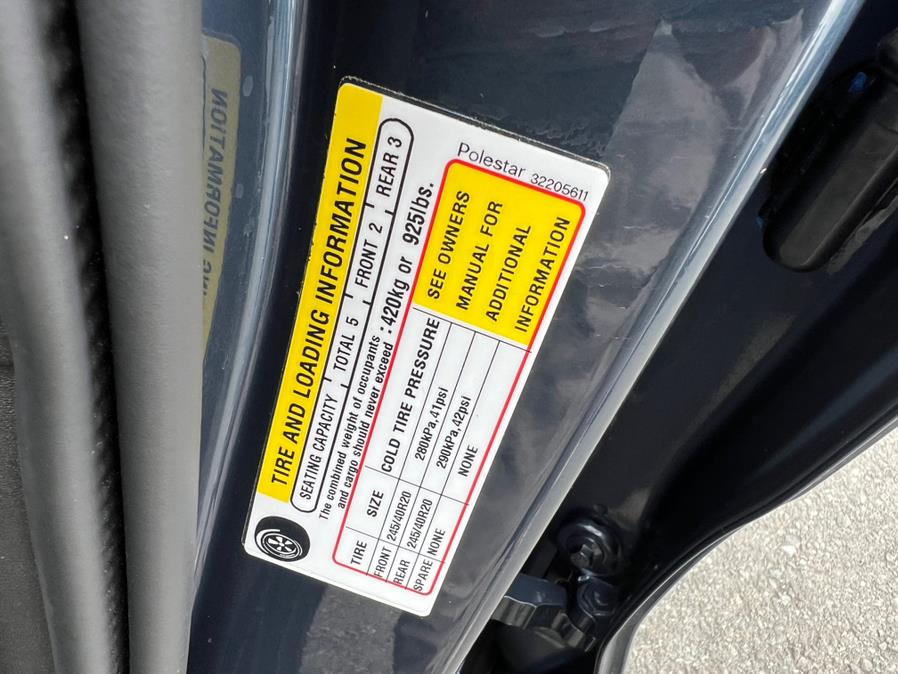 TIRE AND LOADING INFORMATION
SEATING CAPACITY TOTAL 5 FRONT 2 REAR 3
The combined weight of occupants
and cargo should never exceed : 420kg or 925lbs.
TIRE SIZE COLD TIRE PRESSURE
FRONT 245/40R20 280kPa,41psi
REAR 245/40R20 290kPa,42psi
SPARE NONE NONE
SEE OWNERS
MANUAL FOR
ADDITIONAL
INFORMATION
Polestar 32205611